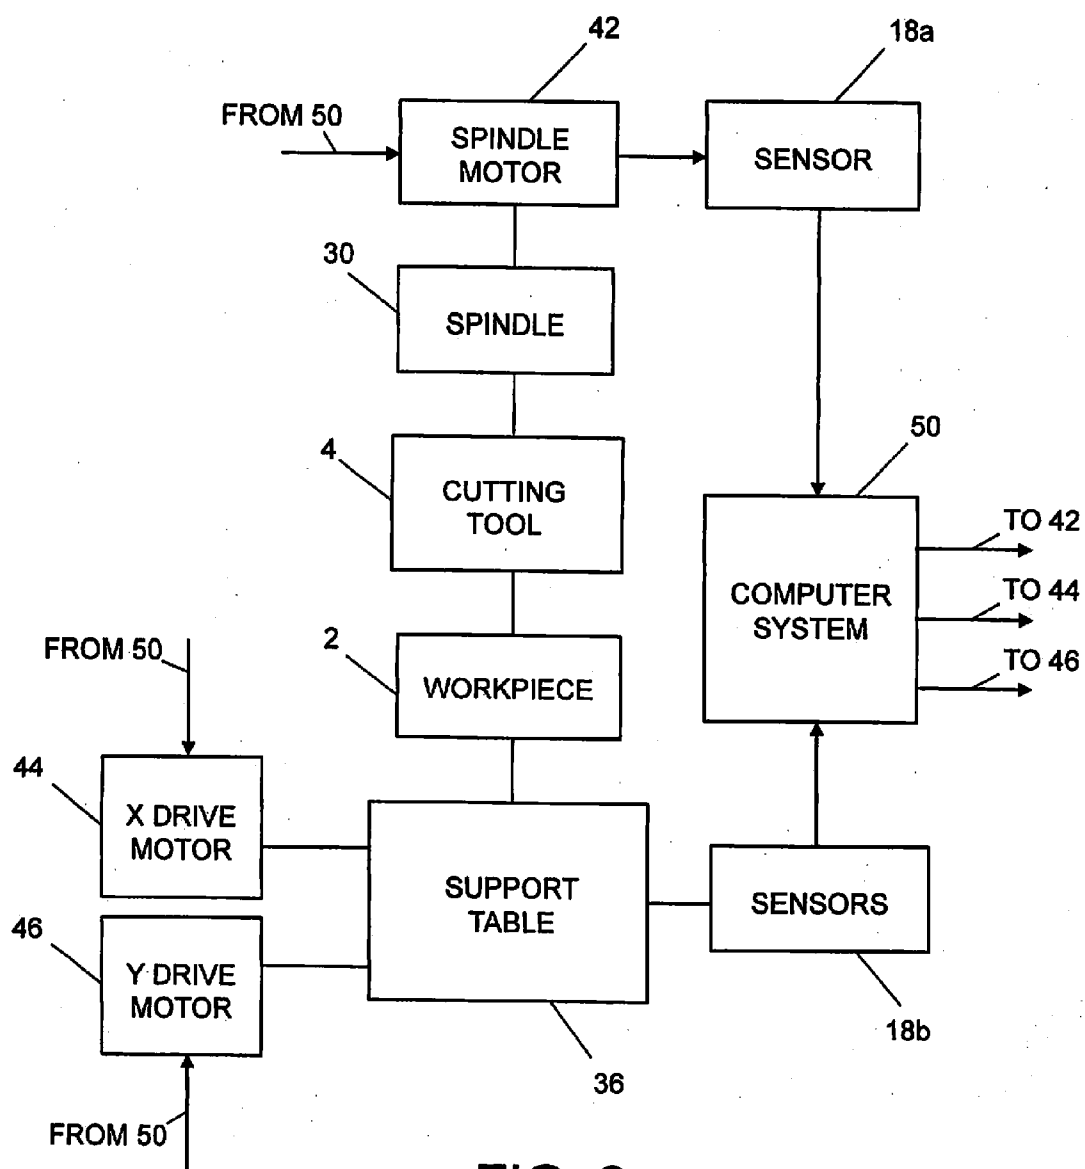 42
18a
FROM 50
SPINDLE
MOTOR
SENSOR
30
SPINDLE
4
CUTTING
TOOL
50
TO 42
COMPUTER
SYSTEM
TO 44
TO 46
2
WORKPIECE
FROM 50
44
X DRIVE
MOTOR
SUPPORT
TABLE
SENSORS
46
Y DRIVE
MOTOR
18b
36
FROM 50